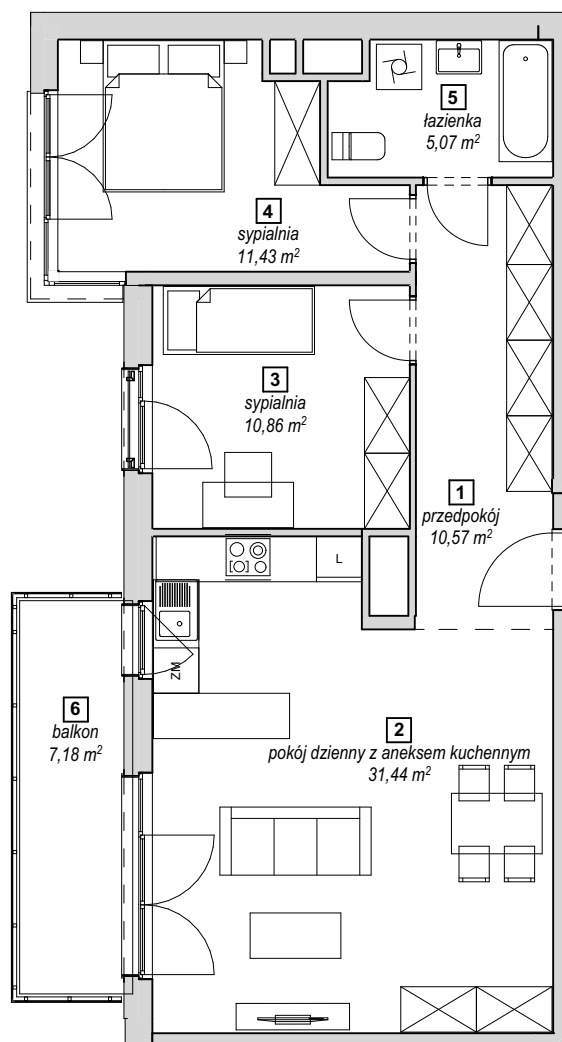 5
łazienka
5,07 m²
4
sypialnia
11,43 m²
3
sypialnia
10,86 m²
1
przedpokój
10,57 m²
L
ZM
6
balkon
7,18 m²
2
pokój dzienny z aneksem kuchennym
31,44 m²